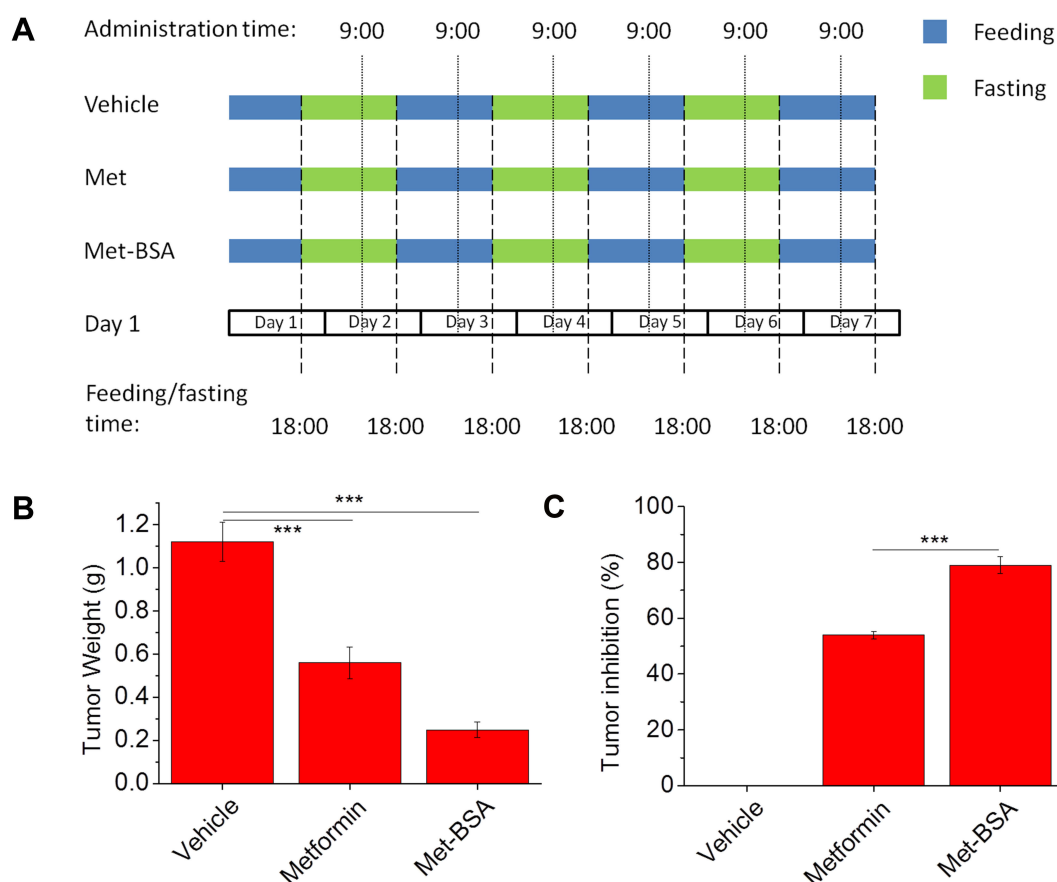 A
Administration time: 9:00 9:00 9:00 9:00 9:00 9:00
Feeding
Fasting
Vehicle
Met
Met-BSA
Day 1 Day 1 Day 2 Day 3 Day 4 Day 5 Day 6 Day 7
Feeding/fasting
time: 18:00 18:00 18:00 18:00 18:00 18:00 18:00
B
***
***
1.2
1.0
0.8
0.6
0.4
0.2
0.0
Tumor Weight (g)
Vehicle
Metformin
Met-BSA
C
***
100
80
60
40
20
0
Tumor inhibition (%)
Vehicle
Metformin
Met-BSA